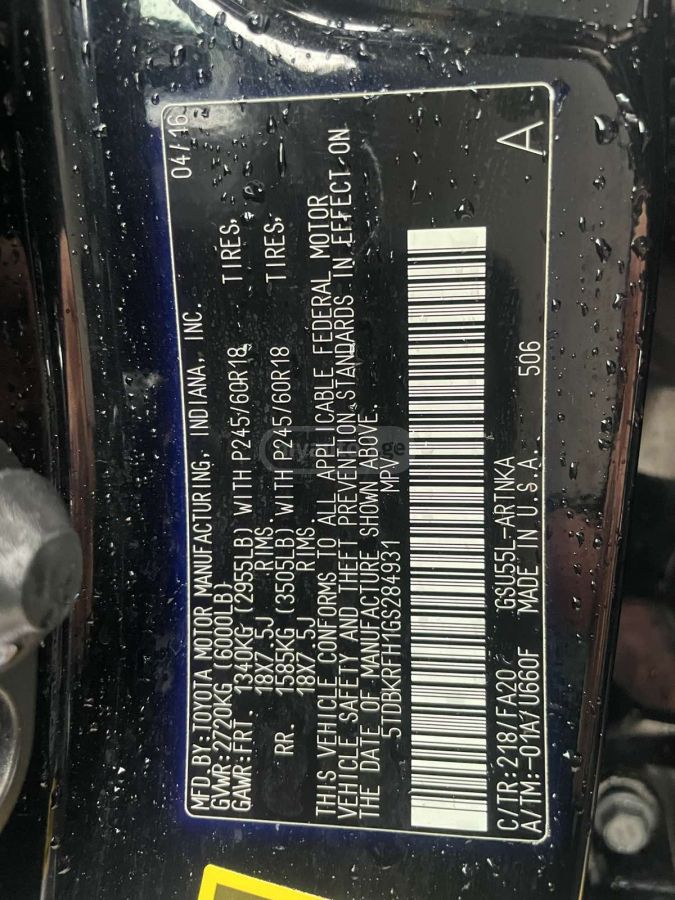 MFD BY:TOYOTA MOTOR MANUFACTURING, INDIANA, INC. 04/16
GVWR:2720KG (6000LB)
GAWR:FRT. 1340KG (2955LB) WITH P245/60R18 TIRES,
18X7.5J RIMS.
RR. 1585KG (3505LB) WITH P245/60R18 TIRES,
18X7.5J RIMS
THIS VEHICLE CONFORMS TO ALL APPLICABLE FEDERAL MOTOR
VEHICLE SAFETY AND THEFT PREVENTION STANDARDS IN EFFECT ON
THE DATE OF MANUFACTURE SHOWN ABOVE.
5TDBKRFH1GS284931 MPV
C/TR:218/FA20 GSU55L-ARTNKA 506
A/TM:-01A/U660F MADE IN U.S.A. A